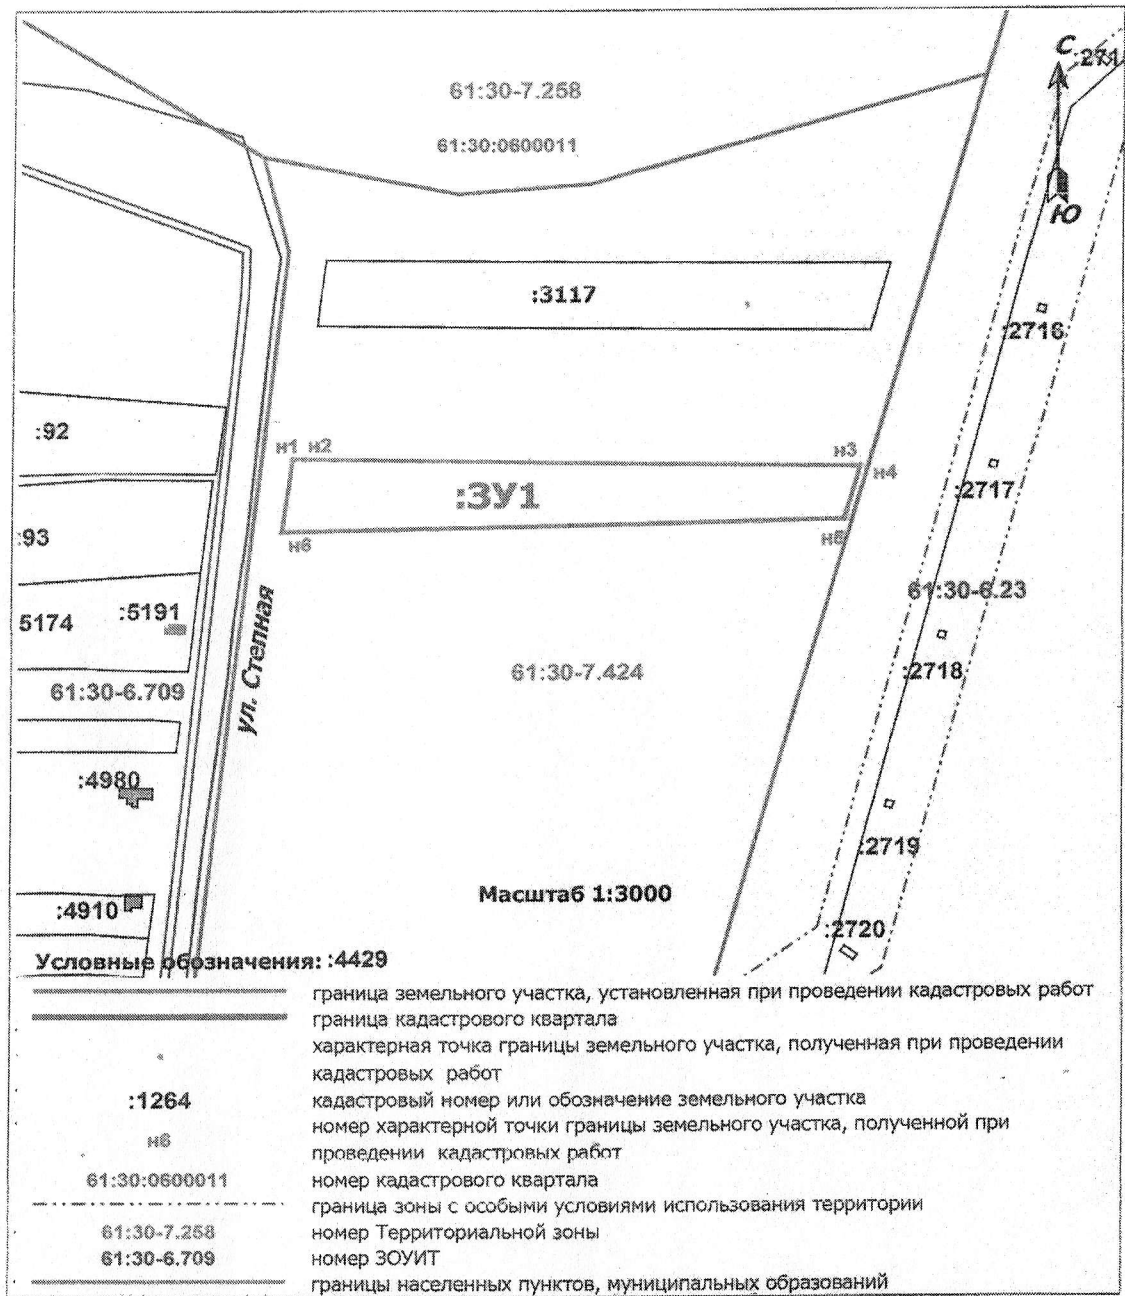 С
:271
61:30-7.258
61:30:0600011
Ю
:3117
:2716
:92
н1 н2
н3
н4
:ЗУ1
:2717
:93
н6
н5
61:30-6.23
:5191
5174
ул. Степная
61:30-7.424
:2718
61:30-6.709
:4980
:2719
Масштаб 1:3000
:4910
:2720
Условные обозначения: :4429
граница земельного участка, установленная при проведении кадастровых работ
граница кадастрового квартала
характерная точка границы земельного участка, полученная при проведении
кадастровых работ
:1264 кадастровый номер или обозначение земельного участка
номер характерной точки границы земельного участка, полученной при
н6
проведении кадастровых работ
61:30:0600011 номер кадастрового квартала
граница зоны с особыми условиями использования территории
61:30-7.258 номер Территориальной зоны
61:30-6.709 номер ЗОУИТ
границы населенных пунктов, муниципальных образований